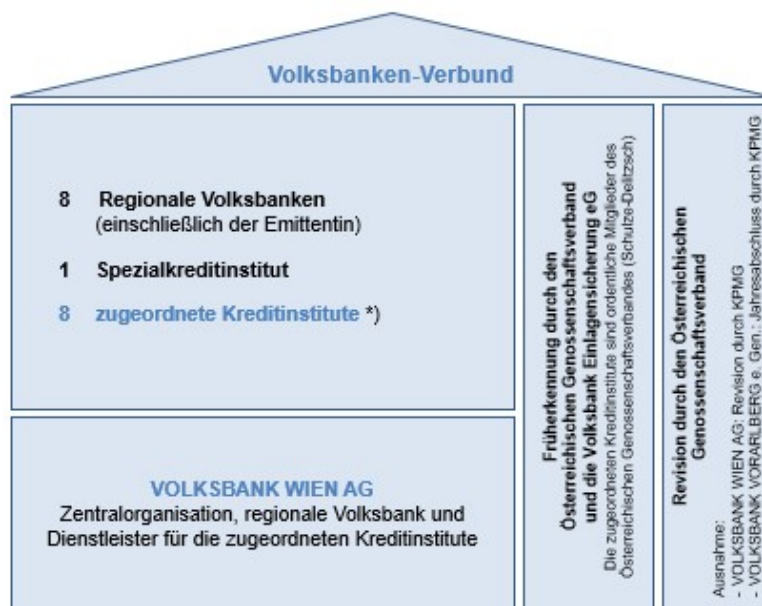 Volksbanken-Verbund
8 Regionale Volksbanken
(einschließlich der Emittentin)
1 Spezialkreditinstitut
8 zugeordnete Kreditinstitute *)
VOLKSBANK WIEN AG
Zentralorganisation, regionale Volksbank und
Dienstleister für die zugeordneten Kreditinstitute
Früherkennung durch den
Österreichischen Genossenschaftsverband
und die Volksbank Einlagensicherung eG
Die zugeordneten Kreditinstitute sind ordentliche Mitglieder des
Österreichischen Genossenschaftsverbandes (Schulze-Delitzsch)
Revision durch den Österreichischen
Genossenschaftsverband
Ausnahme:
- VOLKSBANK WIEN AG: Revision durch KPMG
- VOLKSBANK VORARLBERG e. Gen.: Jahresabschluss durch KPMG